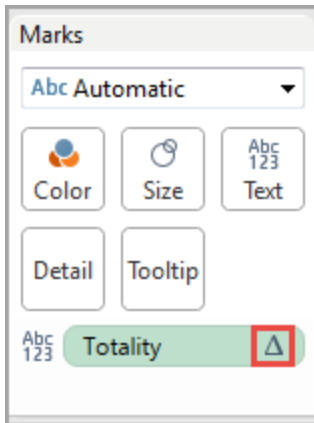 Marks
Abc Automatic
Abc
123
Color Size Text
Detail Tooltip
Abc
123
Totality Δ